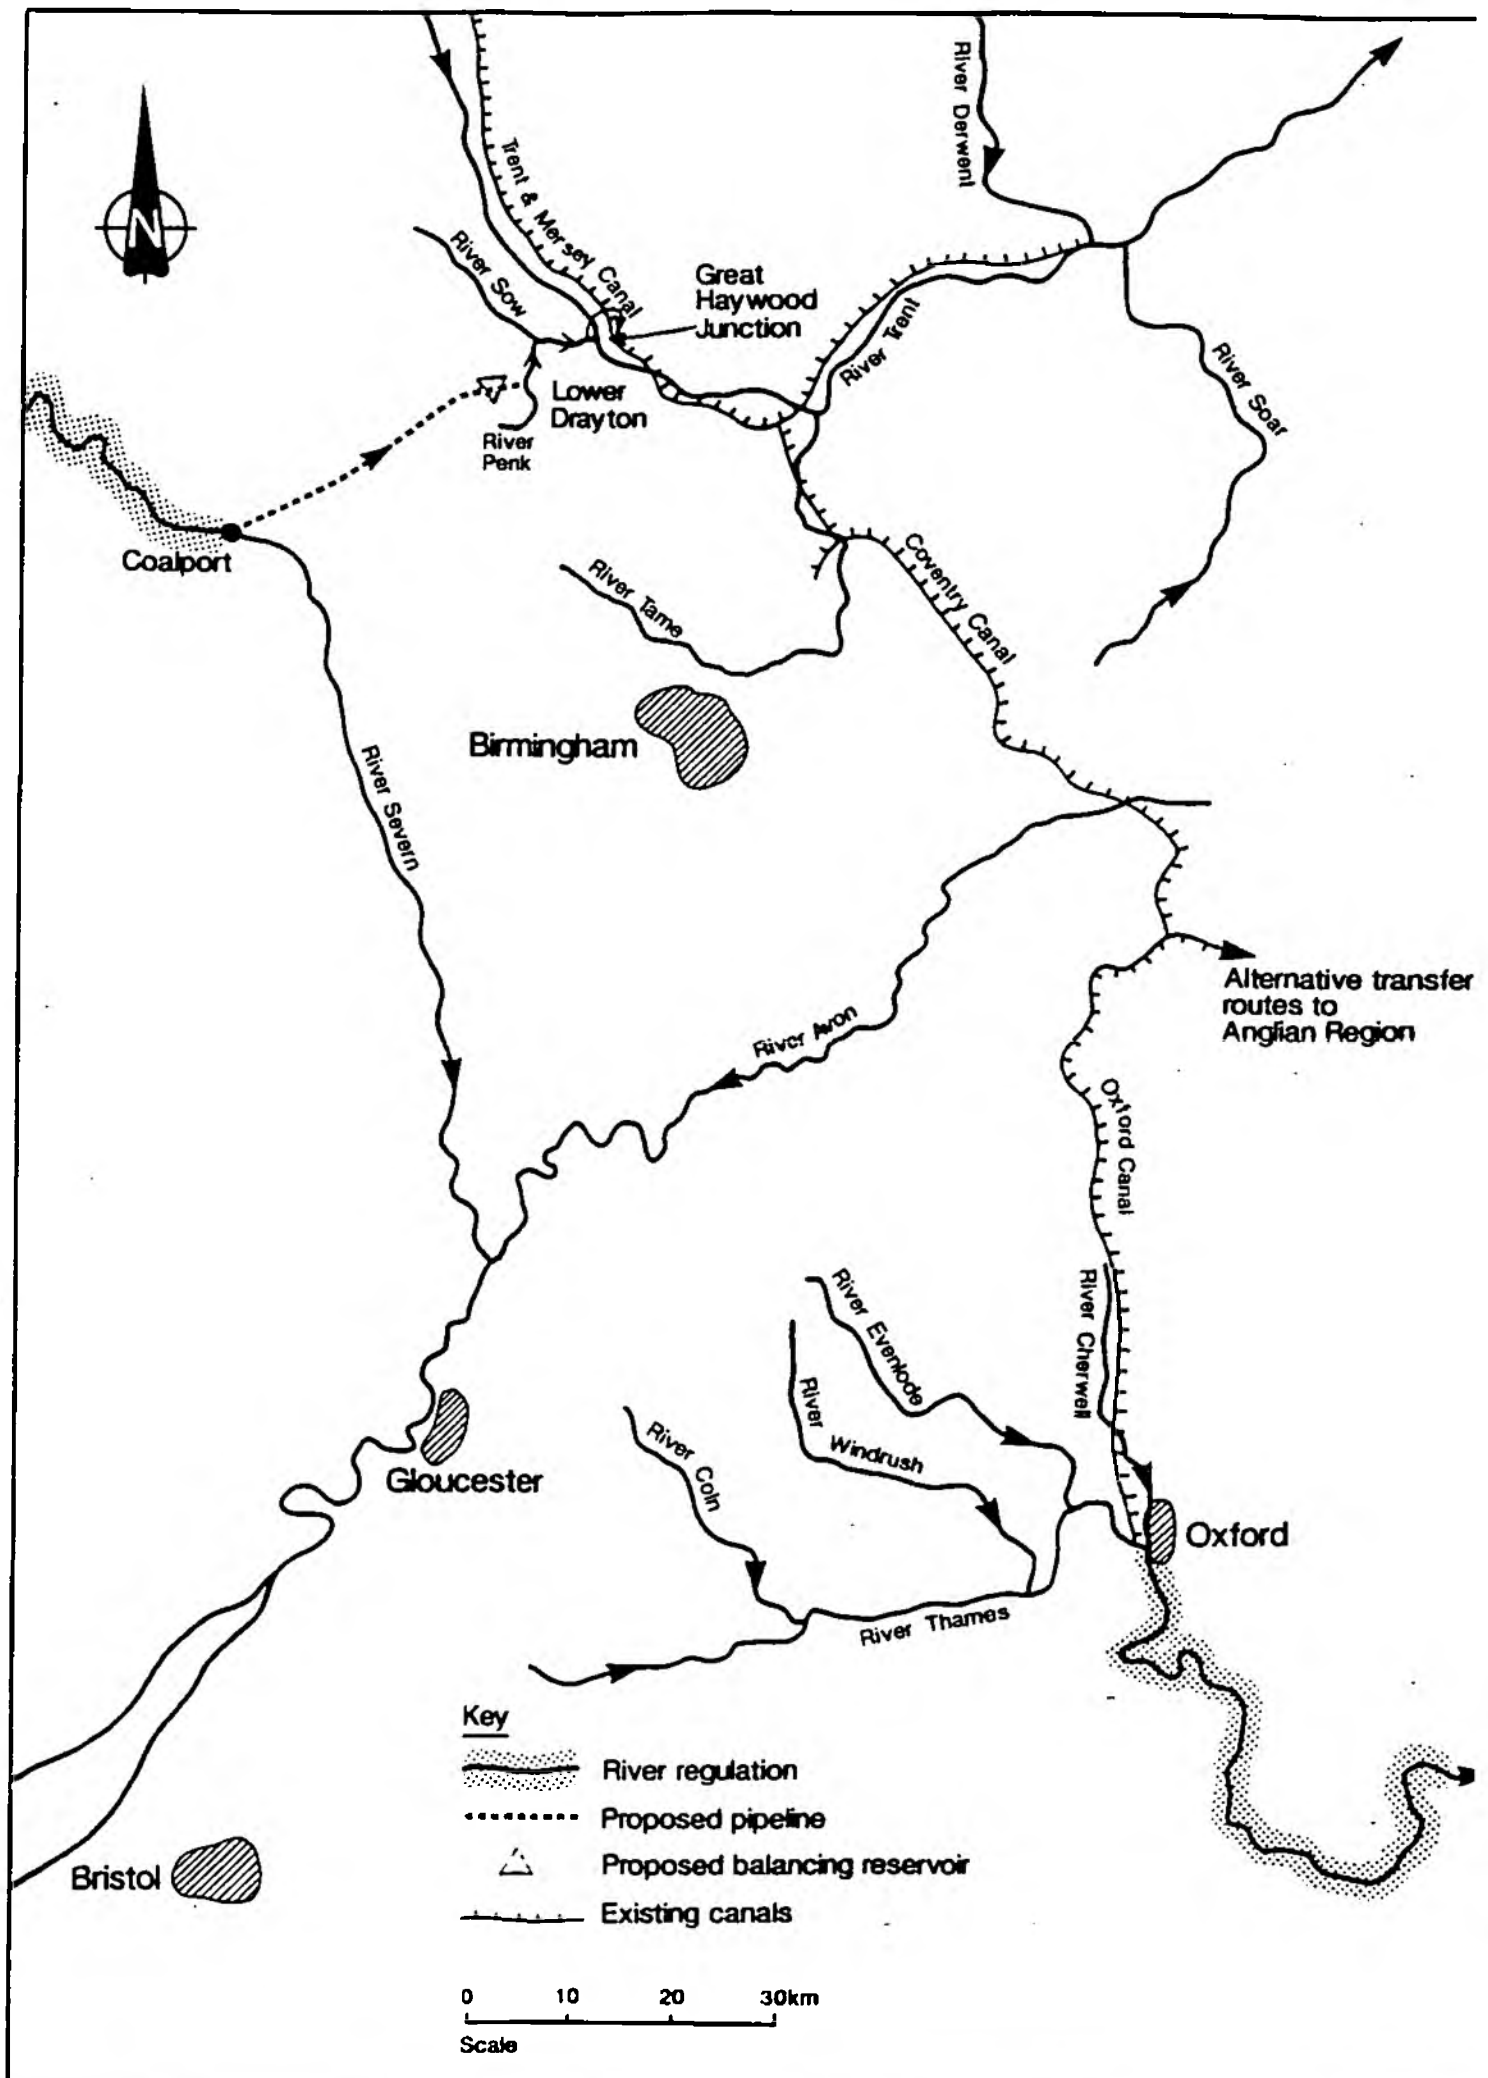 River Derwent
Trent & Mersey Canal
N
River Sow
Great
Haywood
Junction
River Trent
River Soar
Lower
Drayton
River
Penk
Coalport
Coventry Canal
River Tame
Birmingham
River Severn
Alternative transfer
routes to
Anglian Region
River Avon
Oxford Canal
River Cherwell
River Evenlode
River
Windrush
River Coln
Gloucester
Oxford
River Thames
Key
River regulation
Proposed pipeline
Proposed balancing reservoir
Existing canals
Bristol
0 10 20 30km
Scale